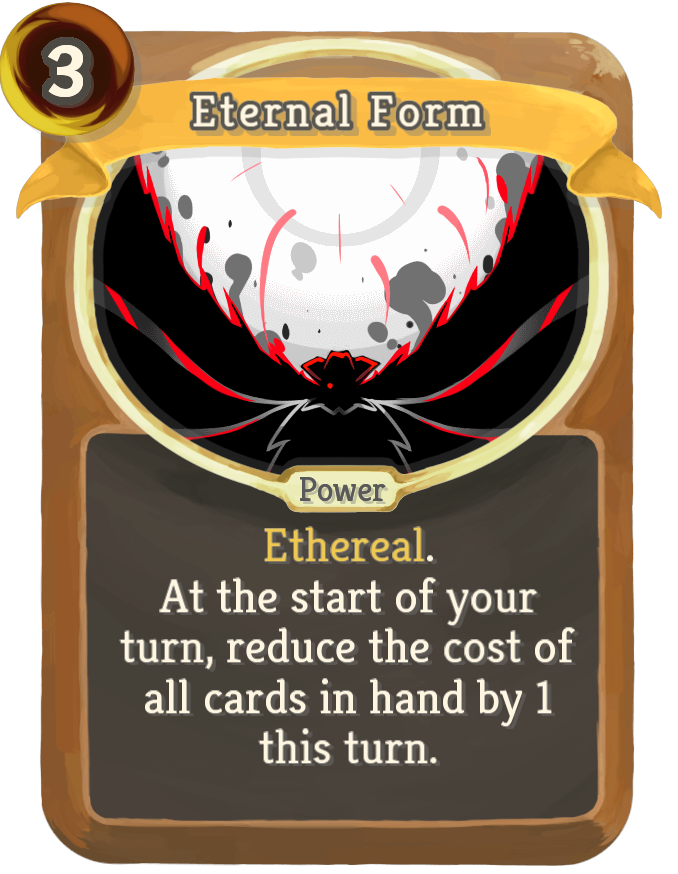 3
Eternal Form
Power
Ethereal.
At the start of your
turn, reduce the cost of
all cards in hand by 1
this turn.